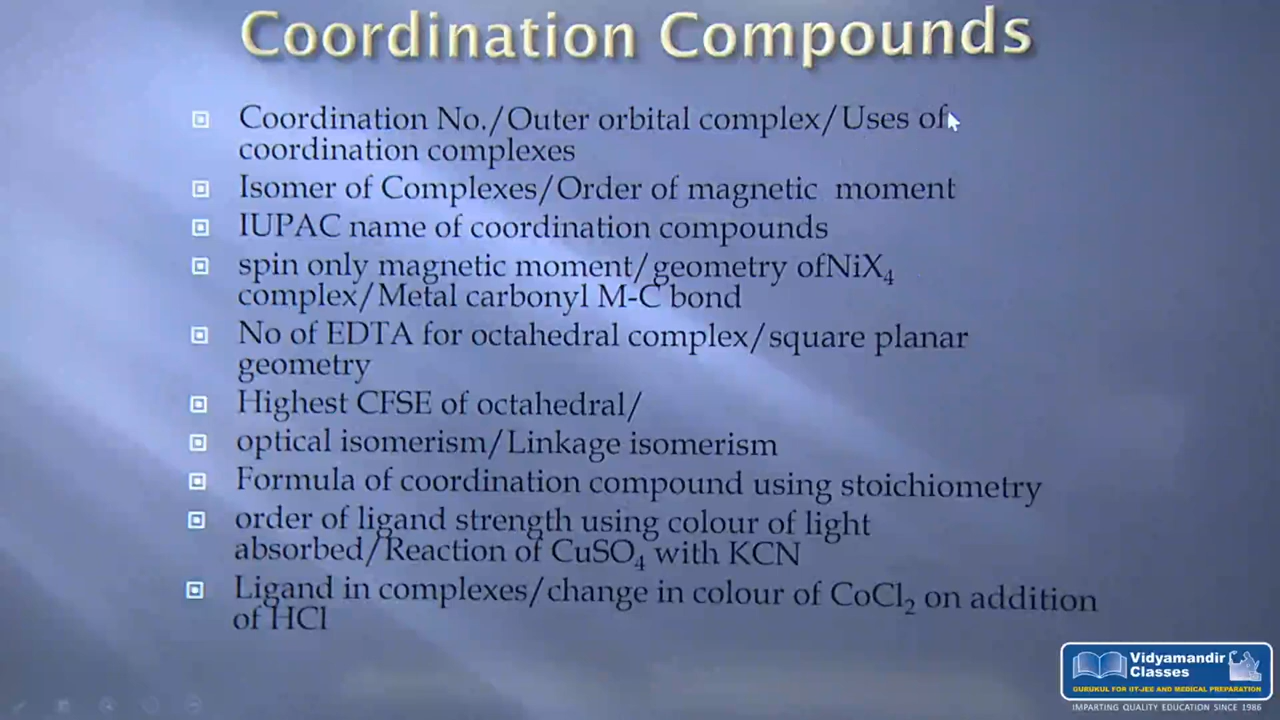 Coordination Compounds
Coordination No./Outer orbital complex/Uses of
coordination complexes
Isomer of Complexes/Order of magnetic moment
IUPAC name of coordination compounds
spin only magnetic moment/geometry ofNiX₄
complex/Metal carbonyl M-C bond
No of EDTA for octahedral complex/square planar
geometry
Highest CFSE of octahedral/
optical isomerism/Linkage isomerism
Formula of coordination compound using stoichiometry
order of ligand strength using colour of light
absorbed/Reaction of CuSO₄ with KCN
Ligand in complexes/change in colour of CoCl₂ on addition
of HCl
Vidyamandir
Classes
GURUKUL FOR IIT-JEE AND MEDICAL PREPARATION
IMPARTING QUALITY EDUCATION SINCE 1986